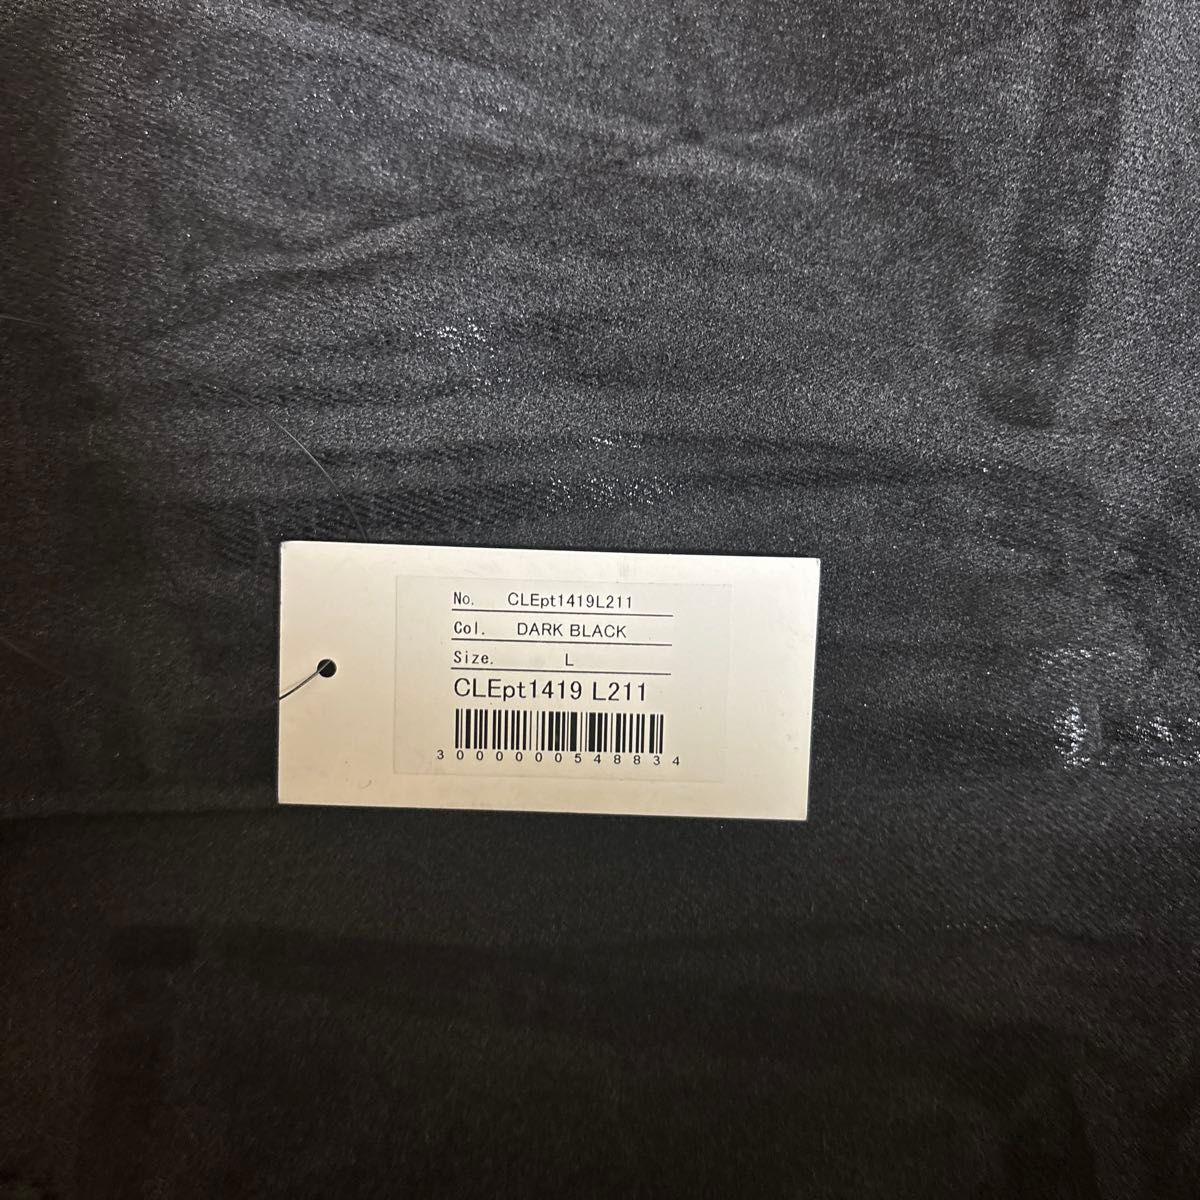 No. CLEpt1419L211
Col. DARK BLACK
Size. L
CLEpt1419 L211
3000000548834